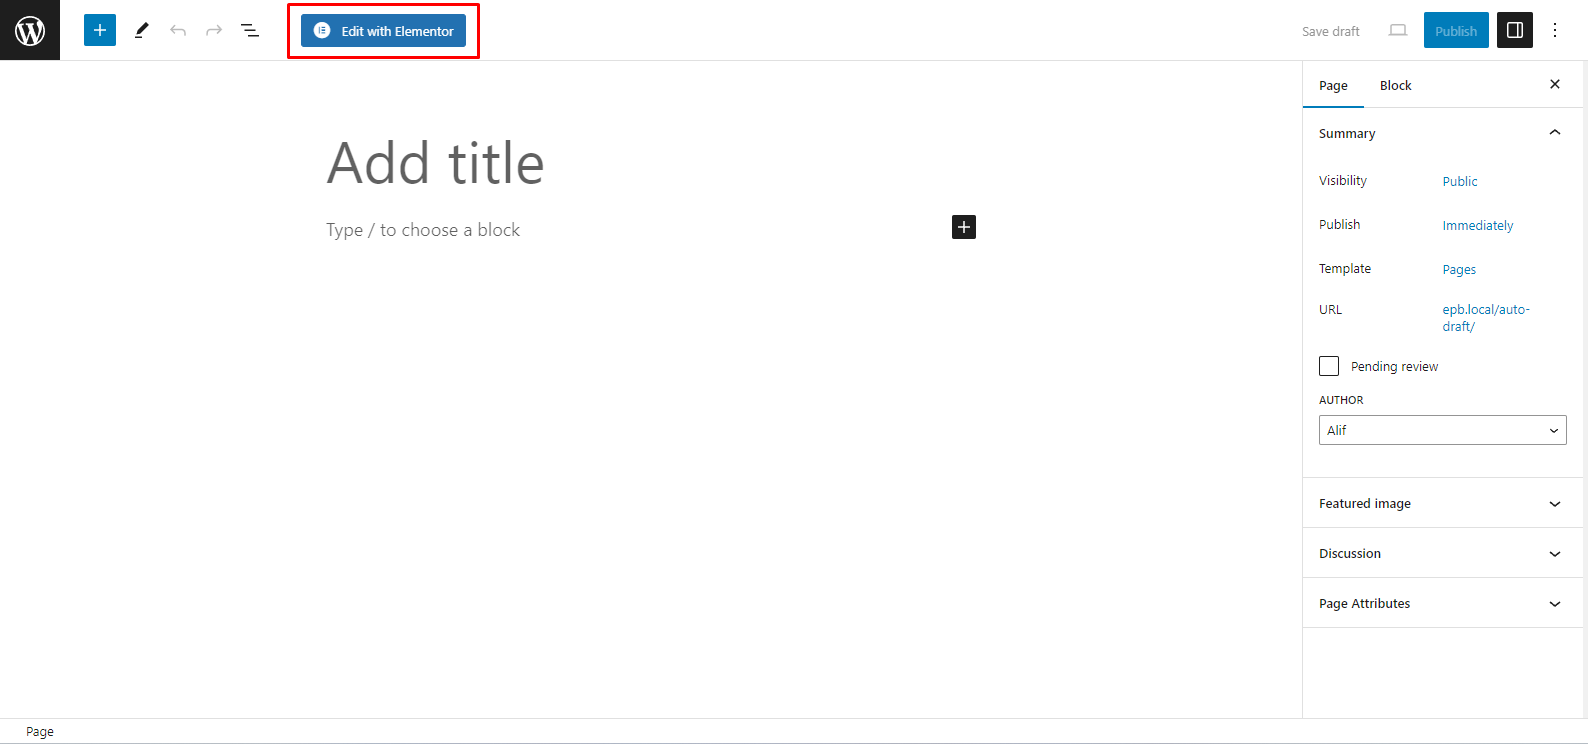 Edit with Elementor
Save draft
Publish
Add title
Type / to choose a block
Page
Block
Summary
Visibility
Public
Publish
Immediately
Template
Pages
URL
epb.local/auto-
draft/
Pending review
AUTHOR
Alif
Featured image
Discussion
Page Attributes
Page